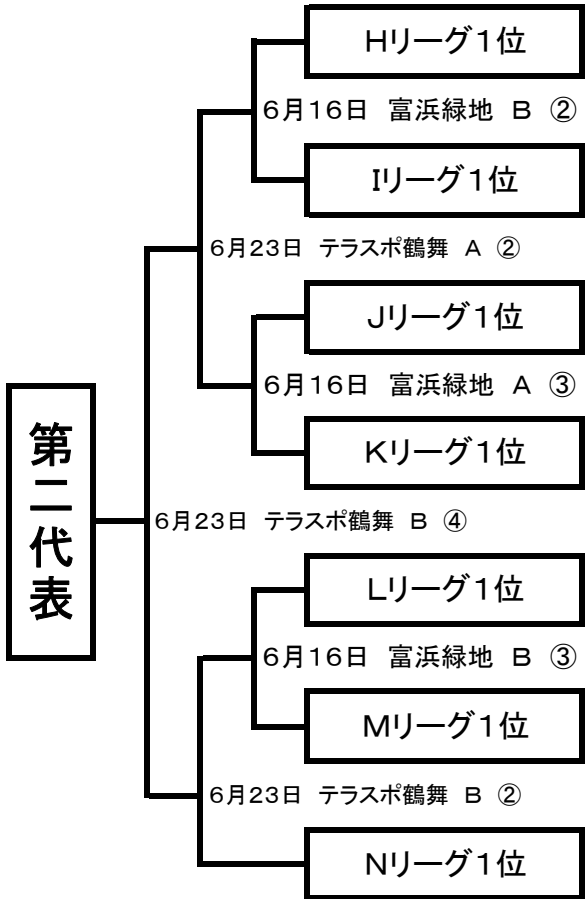 Hリーグ1位
6月16日 富浜緑地 B ②
Iリーグ1位
6月23日 テラスポ鶴舞 A ②
Jリーグ1位
6月16日 富浜緑地 A ③
Kリーグ1位
第二代表
6月23日 テラスポ鶴舞 B ④
Lリーグ1位
6月16日 富浜緑地 B ③
Mリーグ1位
6月23日 テラスポ鶴舞 B ②
Nリーグ1位